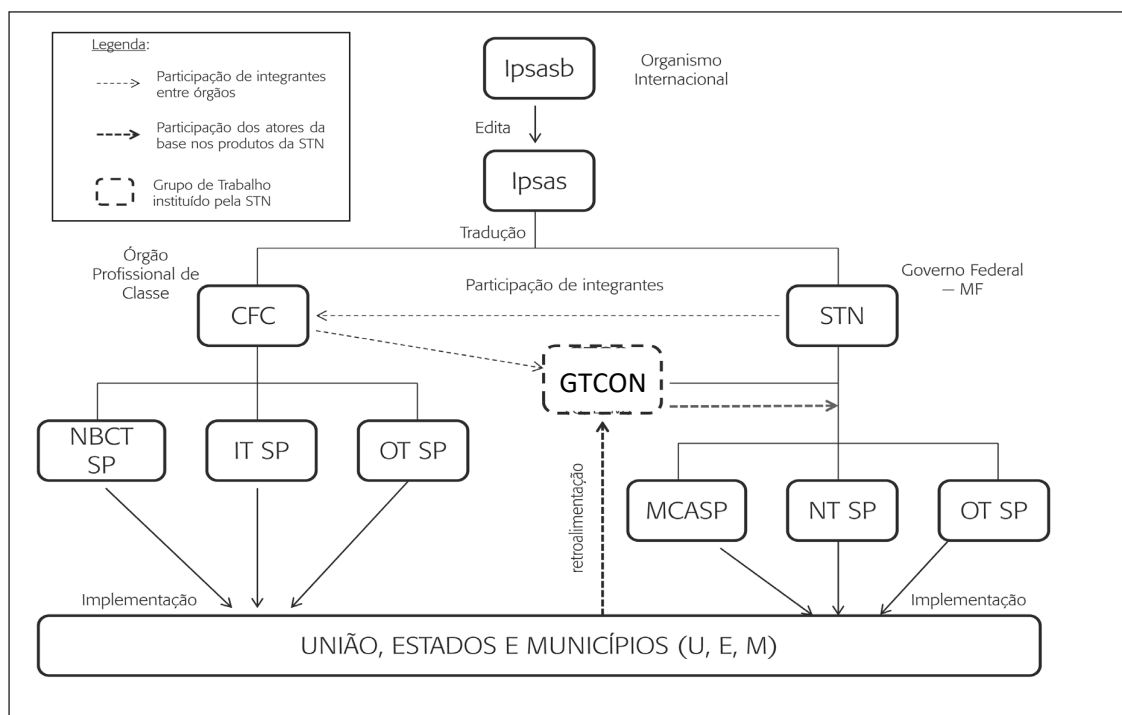 Legenda:
Participação de integrantes
entre órgãos
Participação dos atores da
base nos produtos da STN
Grupo de Trabalho
instituído pela STN
Ipsasb
Organismo
Internacional
Edita
Ipsas
Tradução
Órgão
Profissional de
Classe
Participação de integrantes
Governo Federal
— MF
CFC
STN
GTCON
NBCT
SP
IT SP
OT SP
retroalimentação
MCASP
NT SP
OT SP
Implementação
Implementação
UNIÃO, ESTADOS E MUNICÍPIOS (U, E, M)